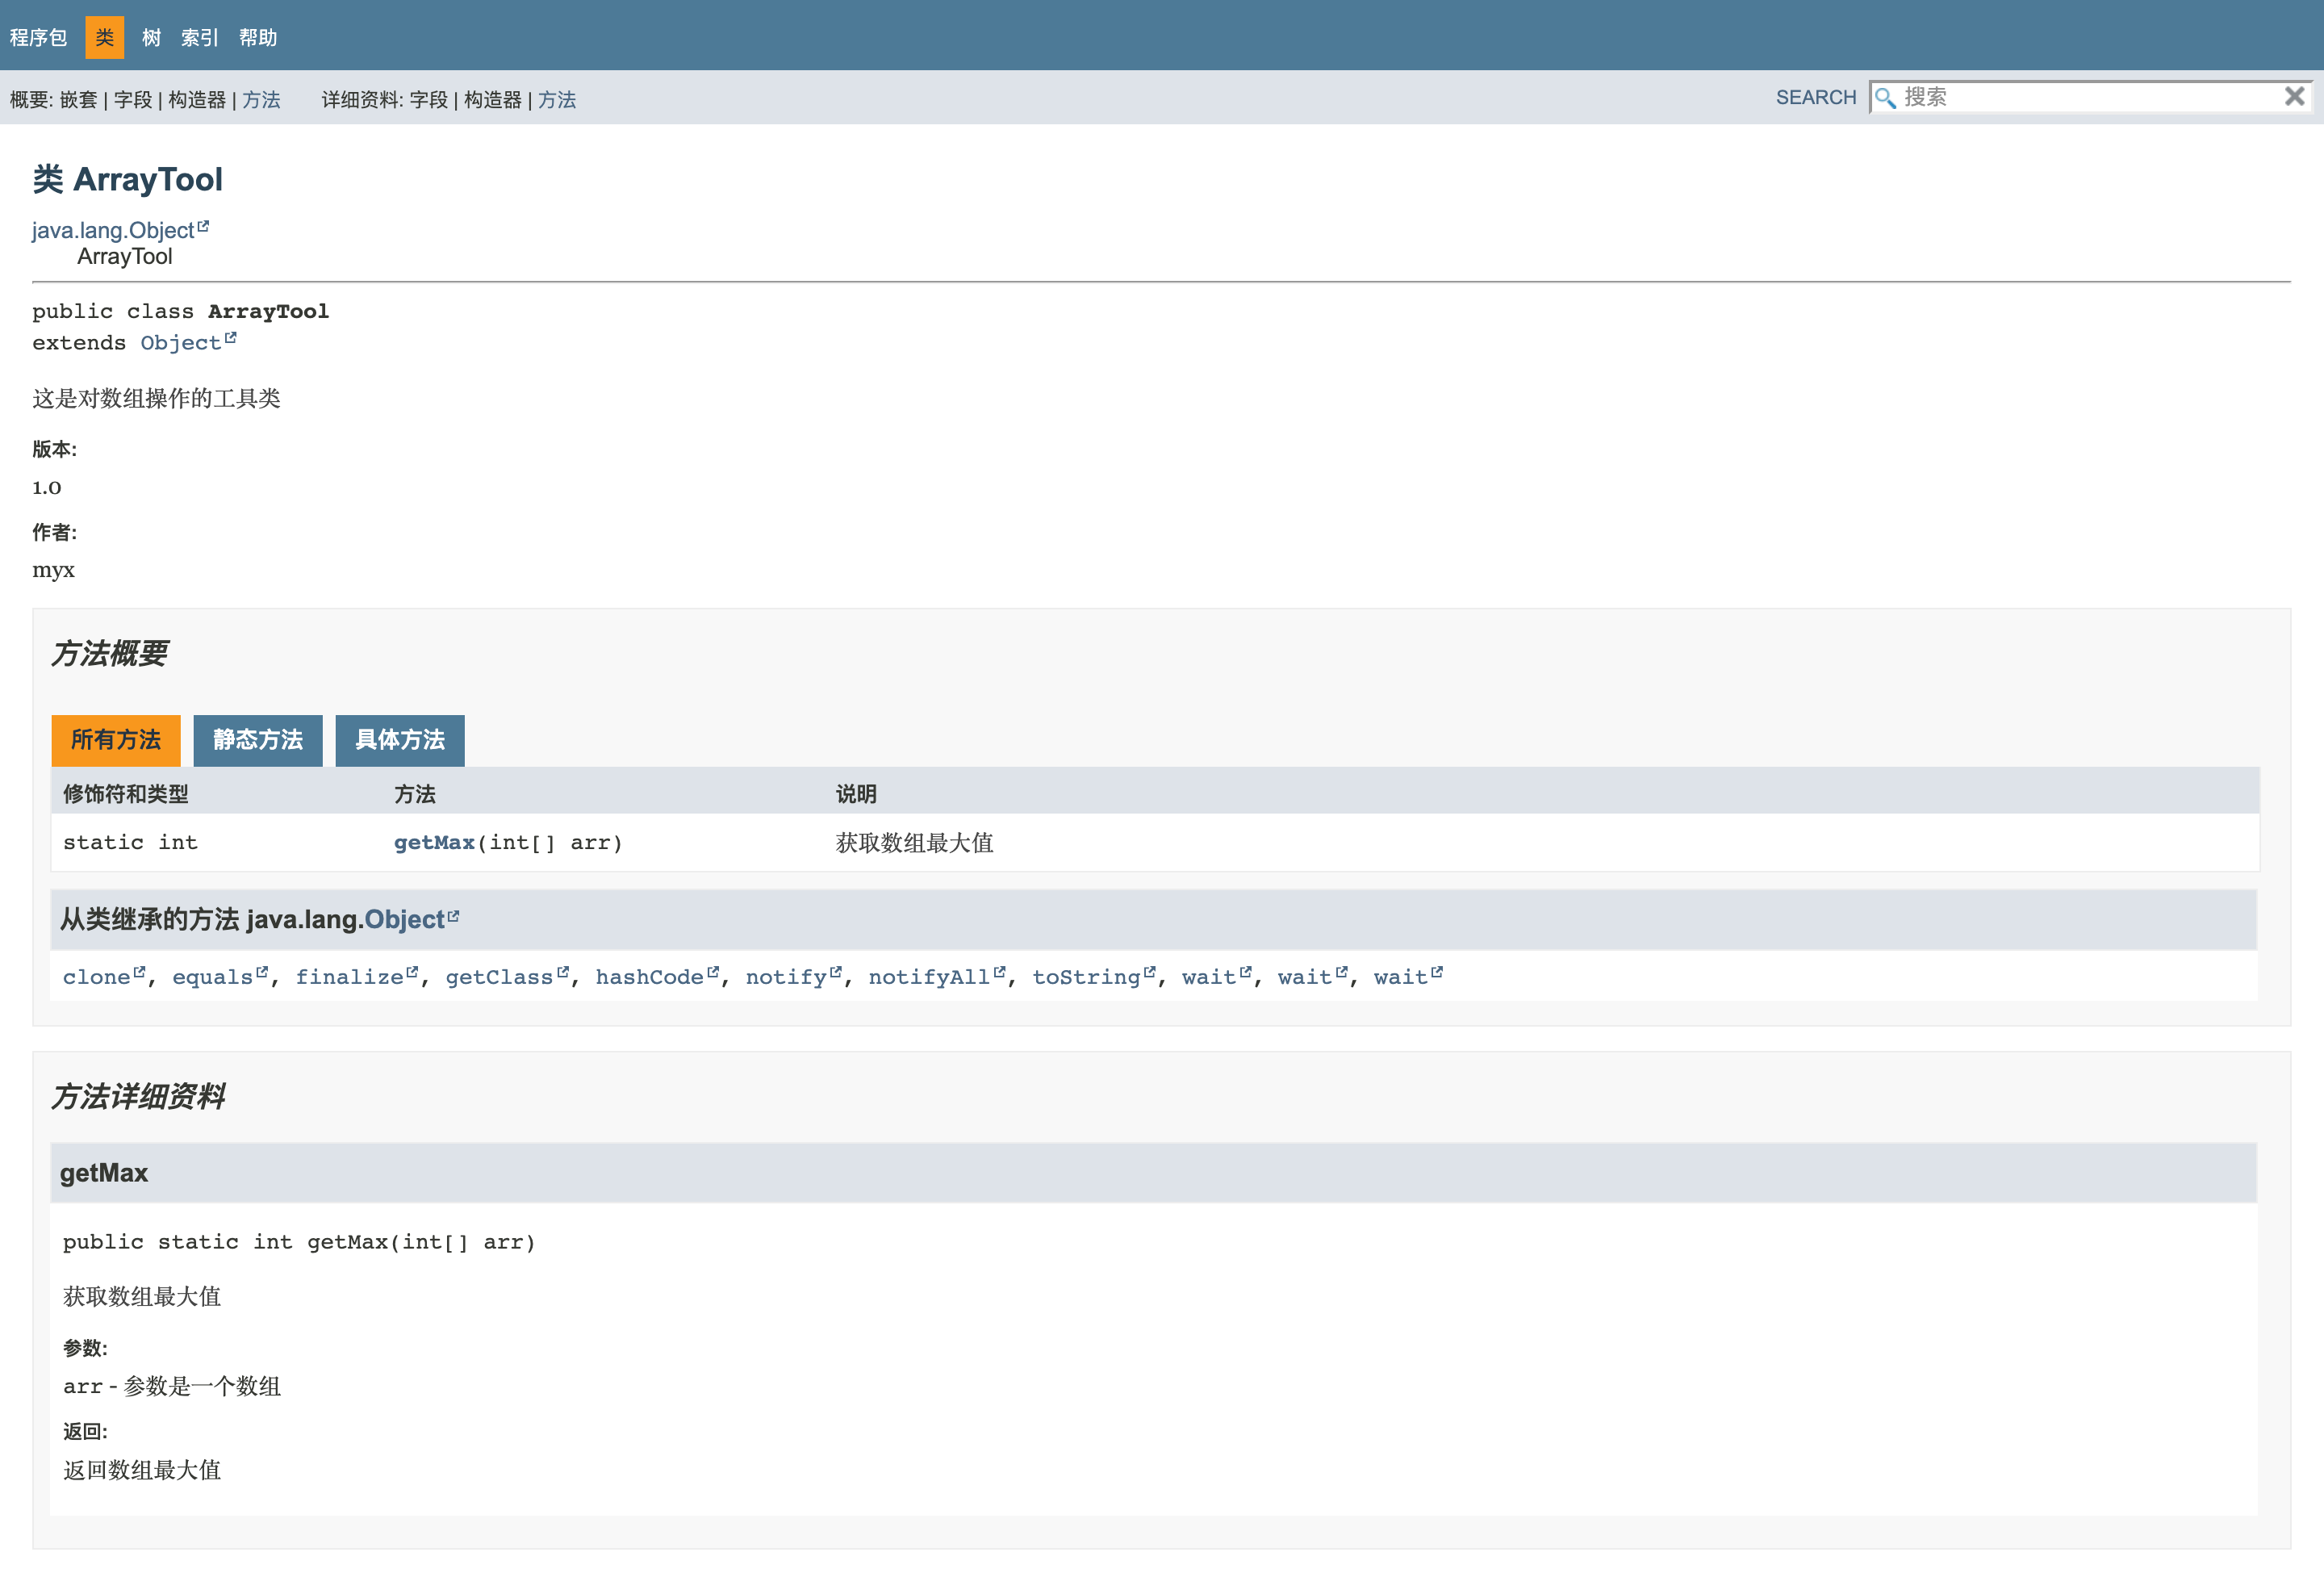 程序包 类 树 索引 帮助
概要: 嵌套 | 字段 | 构造器 | 方法 详细资料: 字段 | 构造器 | 方法 SEARCH 搜索
类 ArrayTool
java.lang.Object
ArrayTool
public class ArrayTool
extends Object
这是对数组操作的工具类
版本:
1.0
作者:
myx
方法概要
所有方法 静态方法 具体方法
修饰符和类型 方法 说明
static int getMax(int[] arr) 获取数组最大值
从类继承的方法 java.lang.Object
clone, equals, finalize, getClass, hashCode, notify, notifyAll, toString, wait, wait, wait
方法详细资料
getMax
public static int getMax(int[] arr)
获取数组最大值
参数:
arr - 参数是一个数组
返回:
返回数组最大值